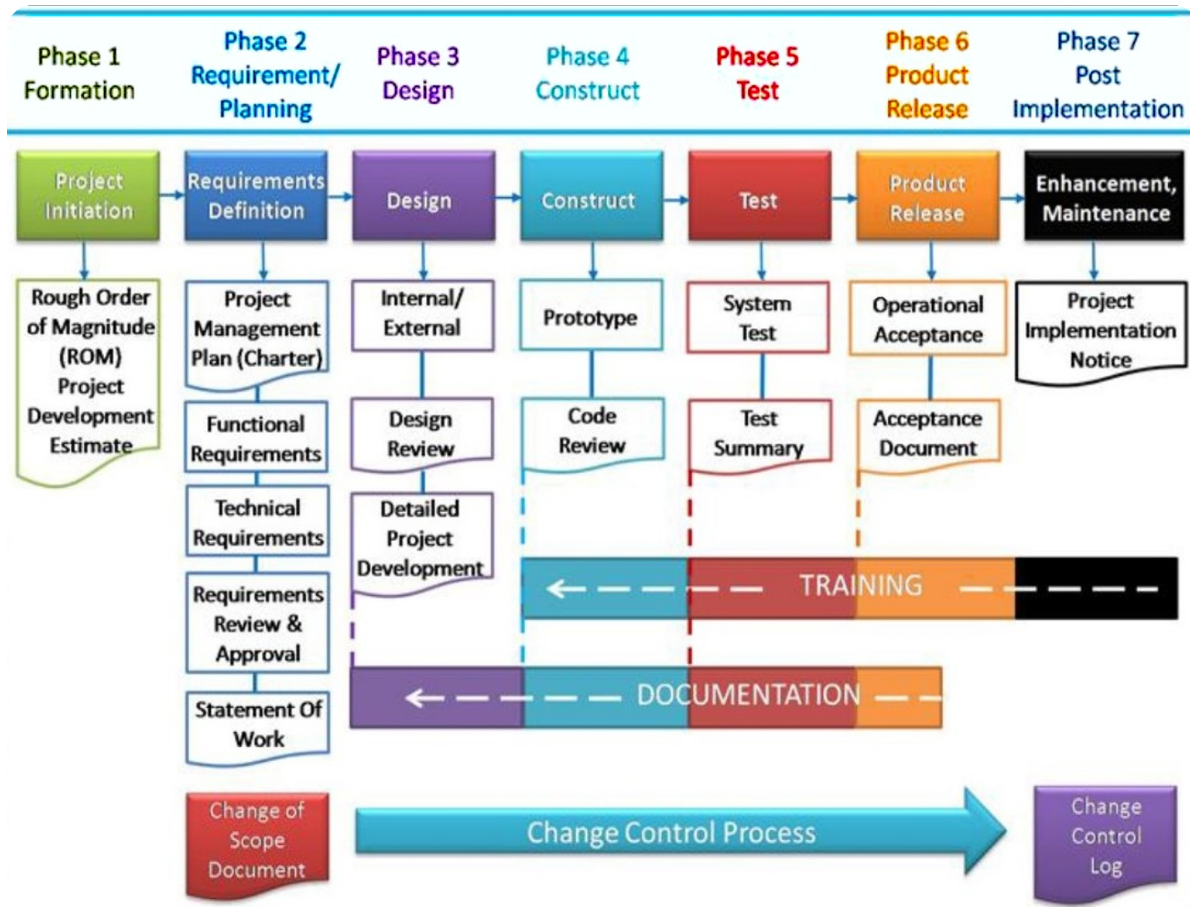 Phase 1
Formation
Phase 2
Requirement/
Planning
Phase 3
Design
Phase 4
Construct
Phase 5
Test
Phase 6
Product
Release
Phase 7
Post
Implementation
Project
Initiation
Requirements
Definition
Design
Construct
Test
Product
Release
Enhancement,
Maintenance
Rough Order
of Magnitude
(ROM)
Project
Development
Estimate
Project
Management
Plan (Charter)
Functional
Requirements
Technical
Requirements
Requirements
Review &
Approval
Statement Of
Work
Internal/
External
Design
Review
Detailed
Project
Development
Prototype
Code
Review
System
Test
Test
Summary
Operational
Acceptance
Acceptance
Document
Project
Implementation
Notice
TRAINING
DOCUMENTATION
Change of
Scope
Document
Change Control Process
Change
Control
Log